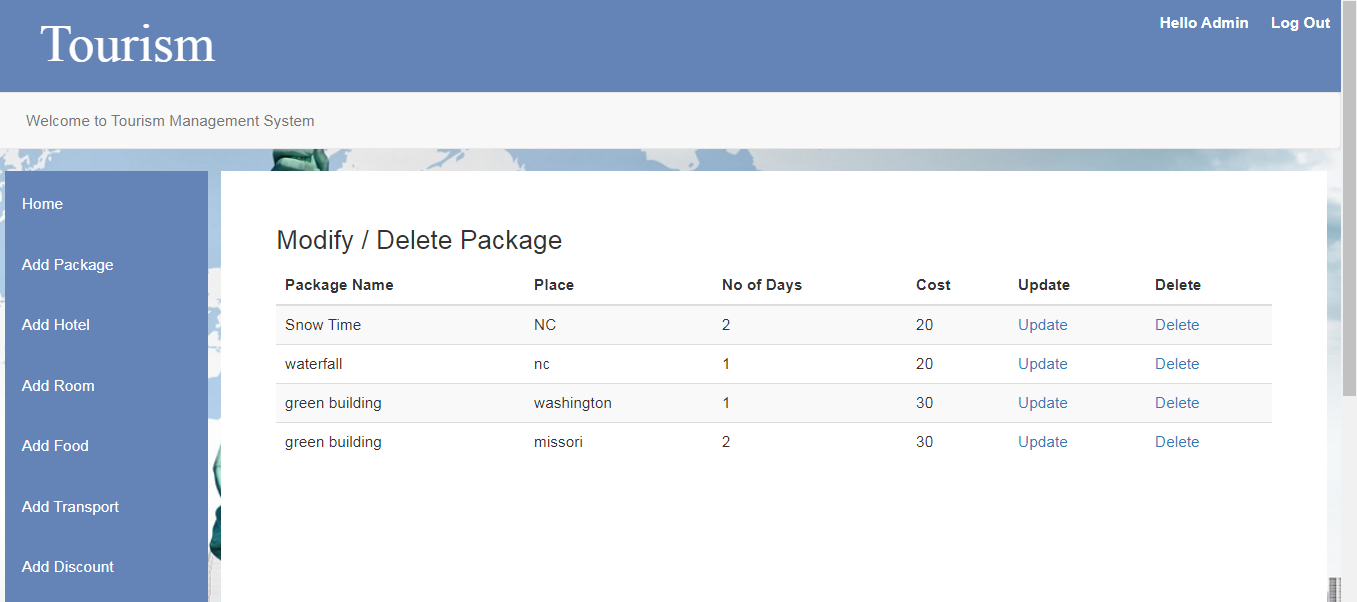 Tourism
Hello Admin Log Out
Welcome to Tourism Management System
Home
Add Package
Add Hotel
Add Room
Add Food
Add Transport
Add Discount
Modify / Delete Package
Package Name Place No of Days Cost Update Delete
Snow Time NC 2 20 Update Delete
waterfall nc 1 20 Update Delete
green building washington 1 30 Update Delete
green building missori 2 30 Update Delete